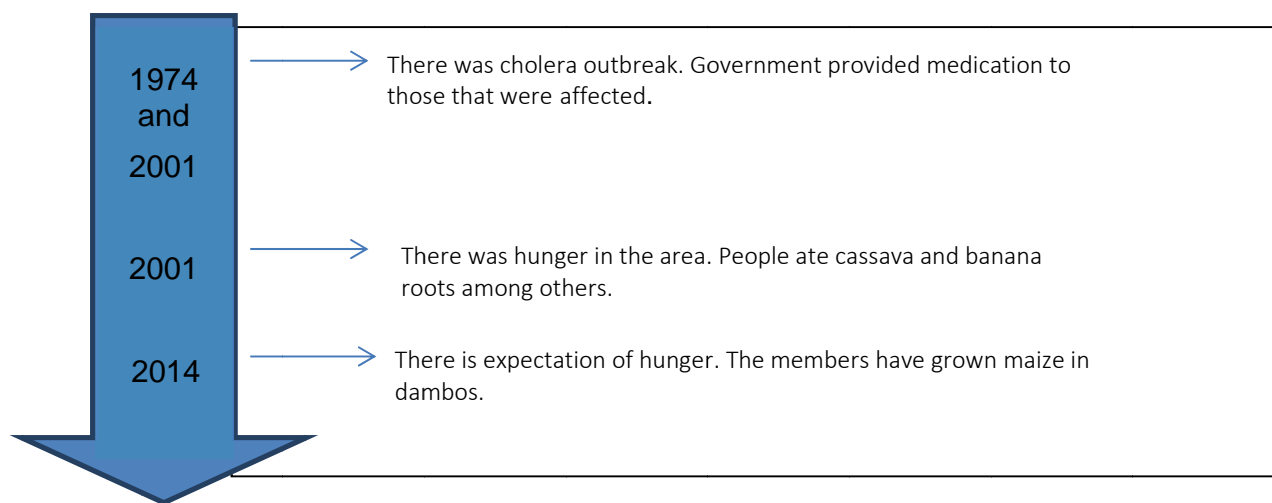 1974
and
2001
There was cholera outbreak. Government provided medication to
those that were affected.
2001
There was hunger in the area. People ate cassava and banana
roots among others.
2014
There is expectation of hunger. The members have grown maize in
dambos.